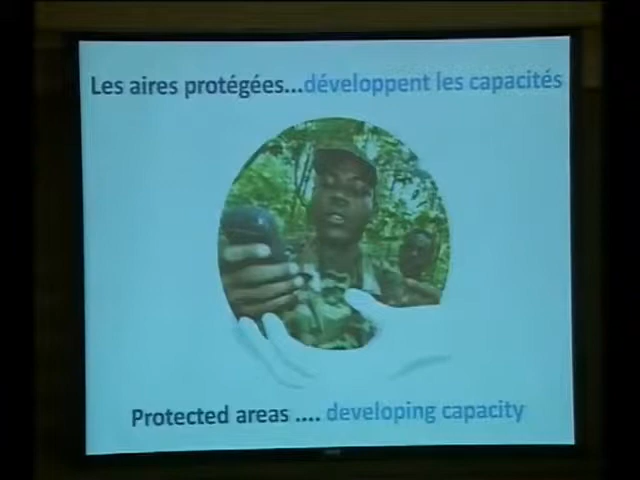 Les aires protégées...développent les capacités
Protected areas .... developing capacity